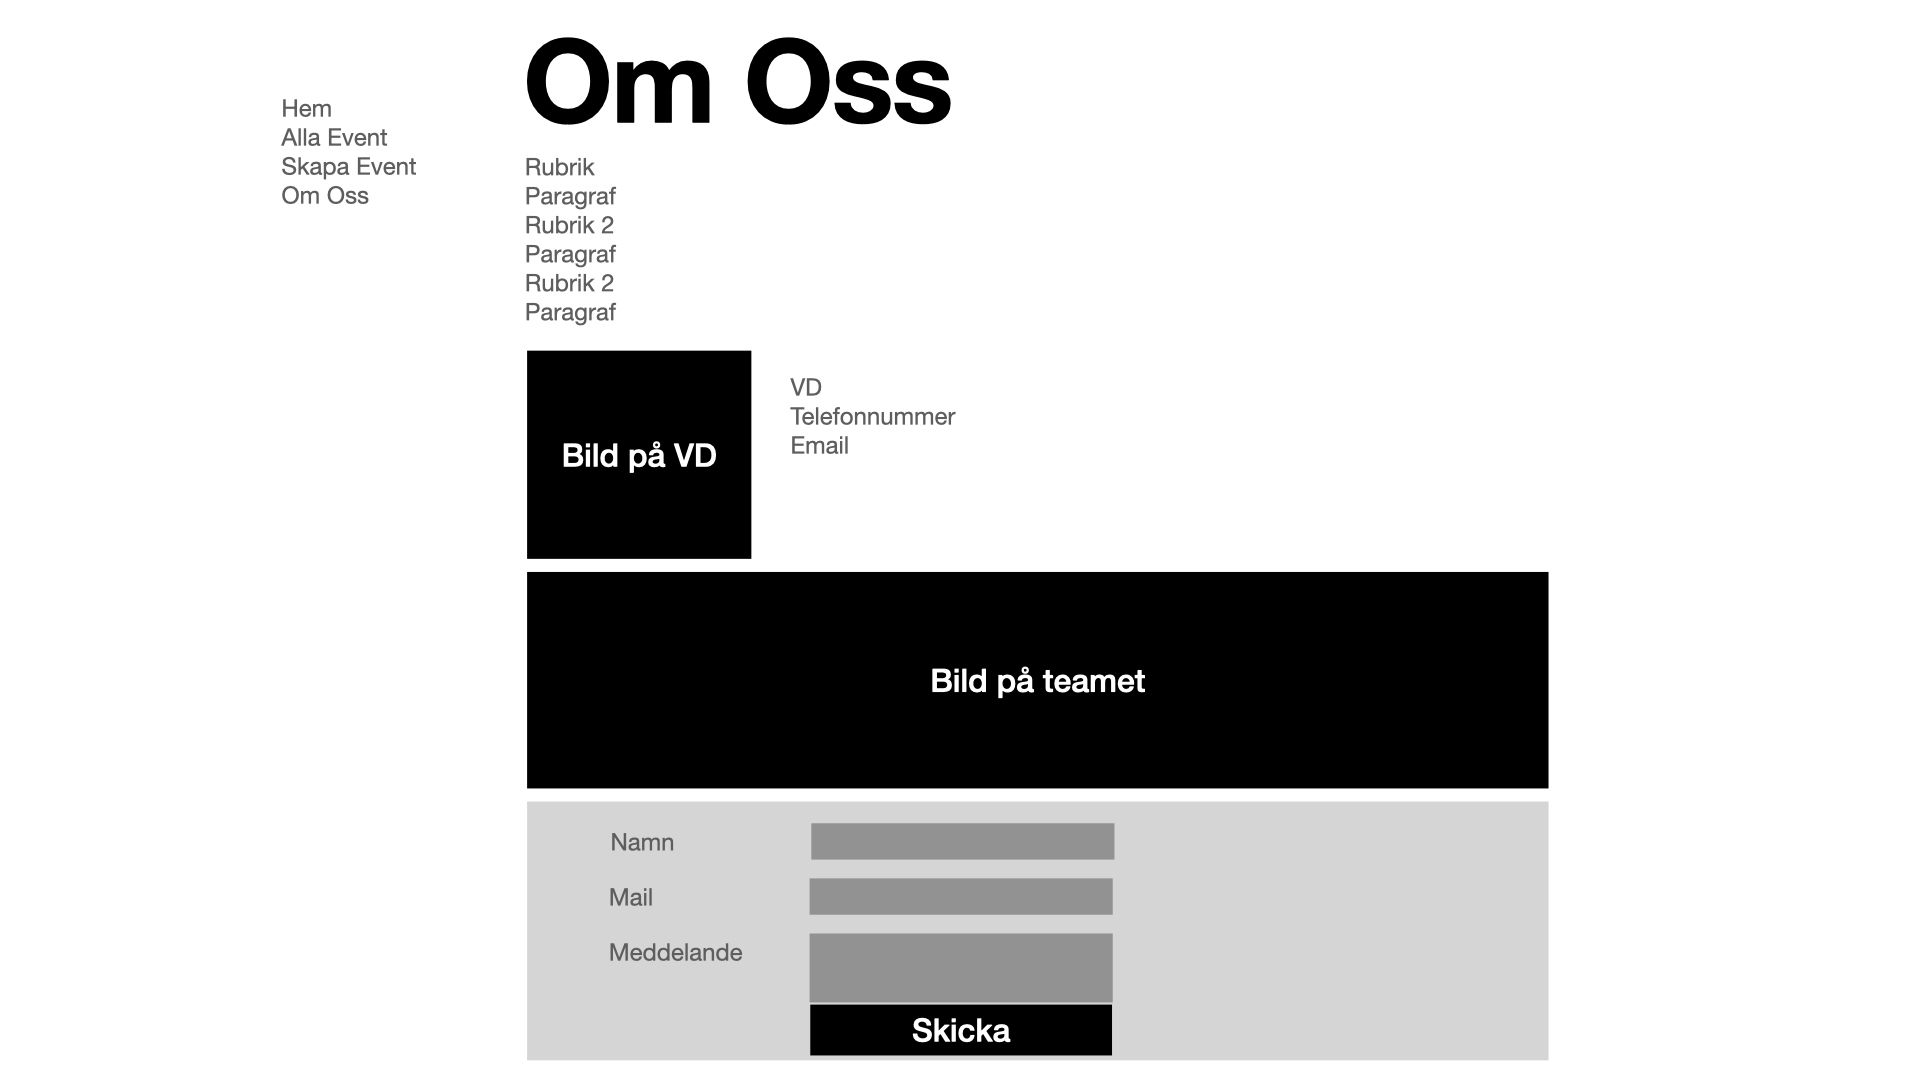 Om Oss
Hem
Alla Event
Skapa Event
Om Oss
Rubrik
Paragraf
Rubrik 2
Paragraf
Rubrik 2
Paragraf
Bild på VD
VD
Telefonnummer
Email
Bild på teamet
Namn
Mail
Meddelande
Skicka